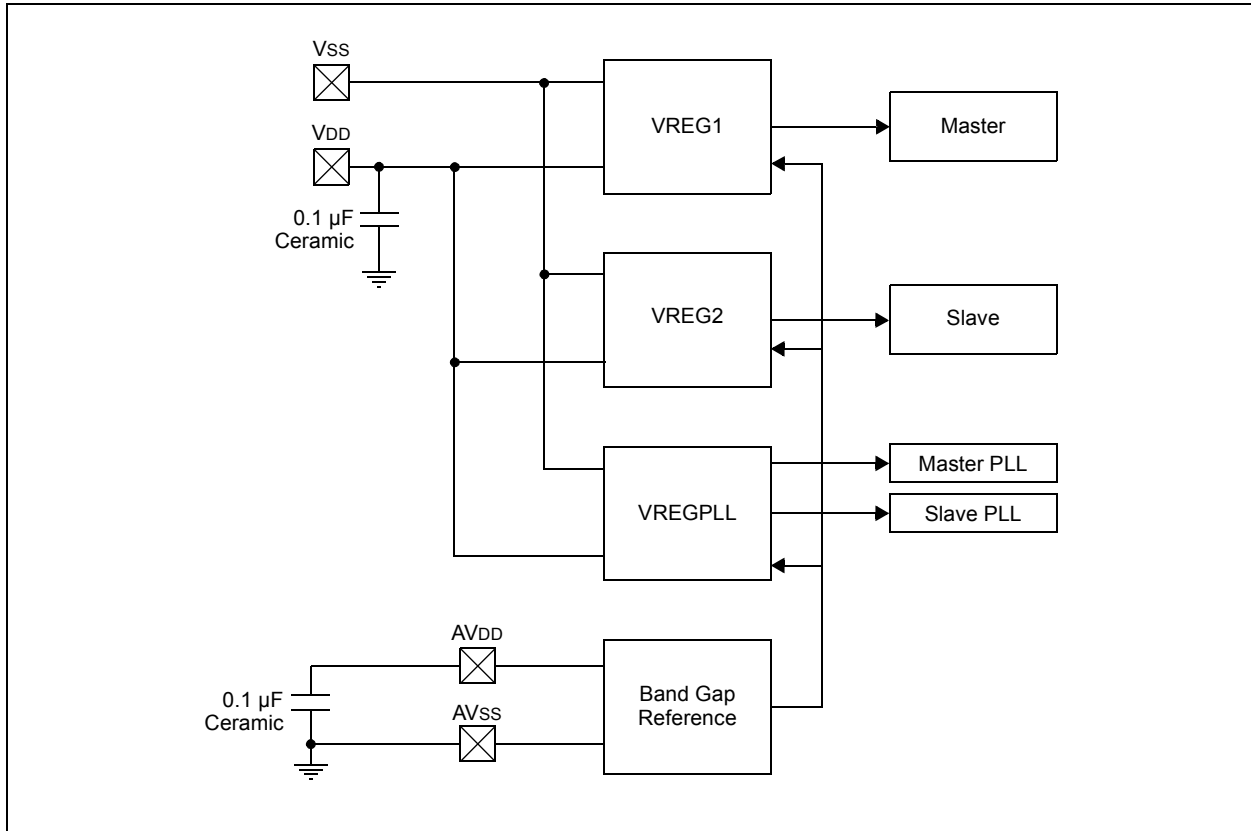 VSS
VREG1
Master
VDD
0.1 µF
Ceramic
VREG2
Slave
VREGPLL
Master PLL
Slave PLL
AVDD
0.1 µF
Ceramic
AVSS
Band Gap
Reference